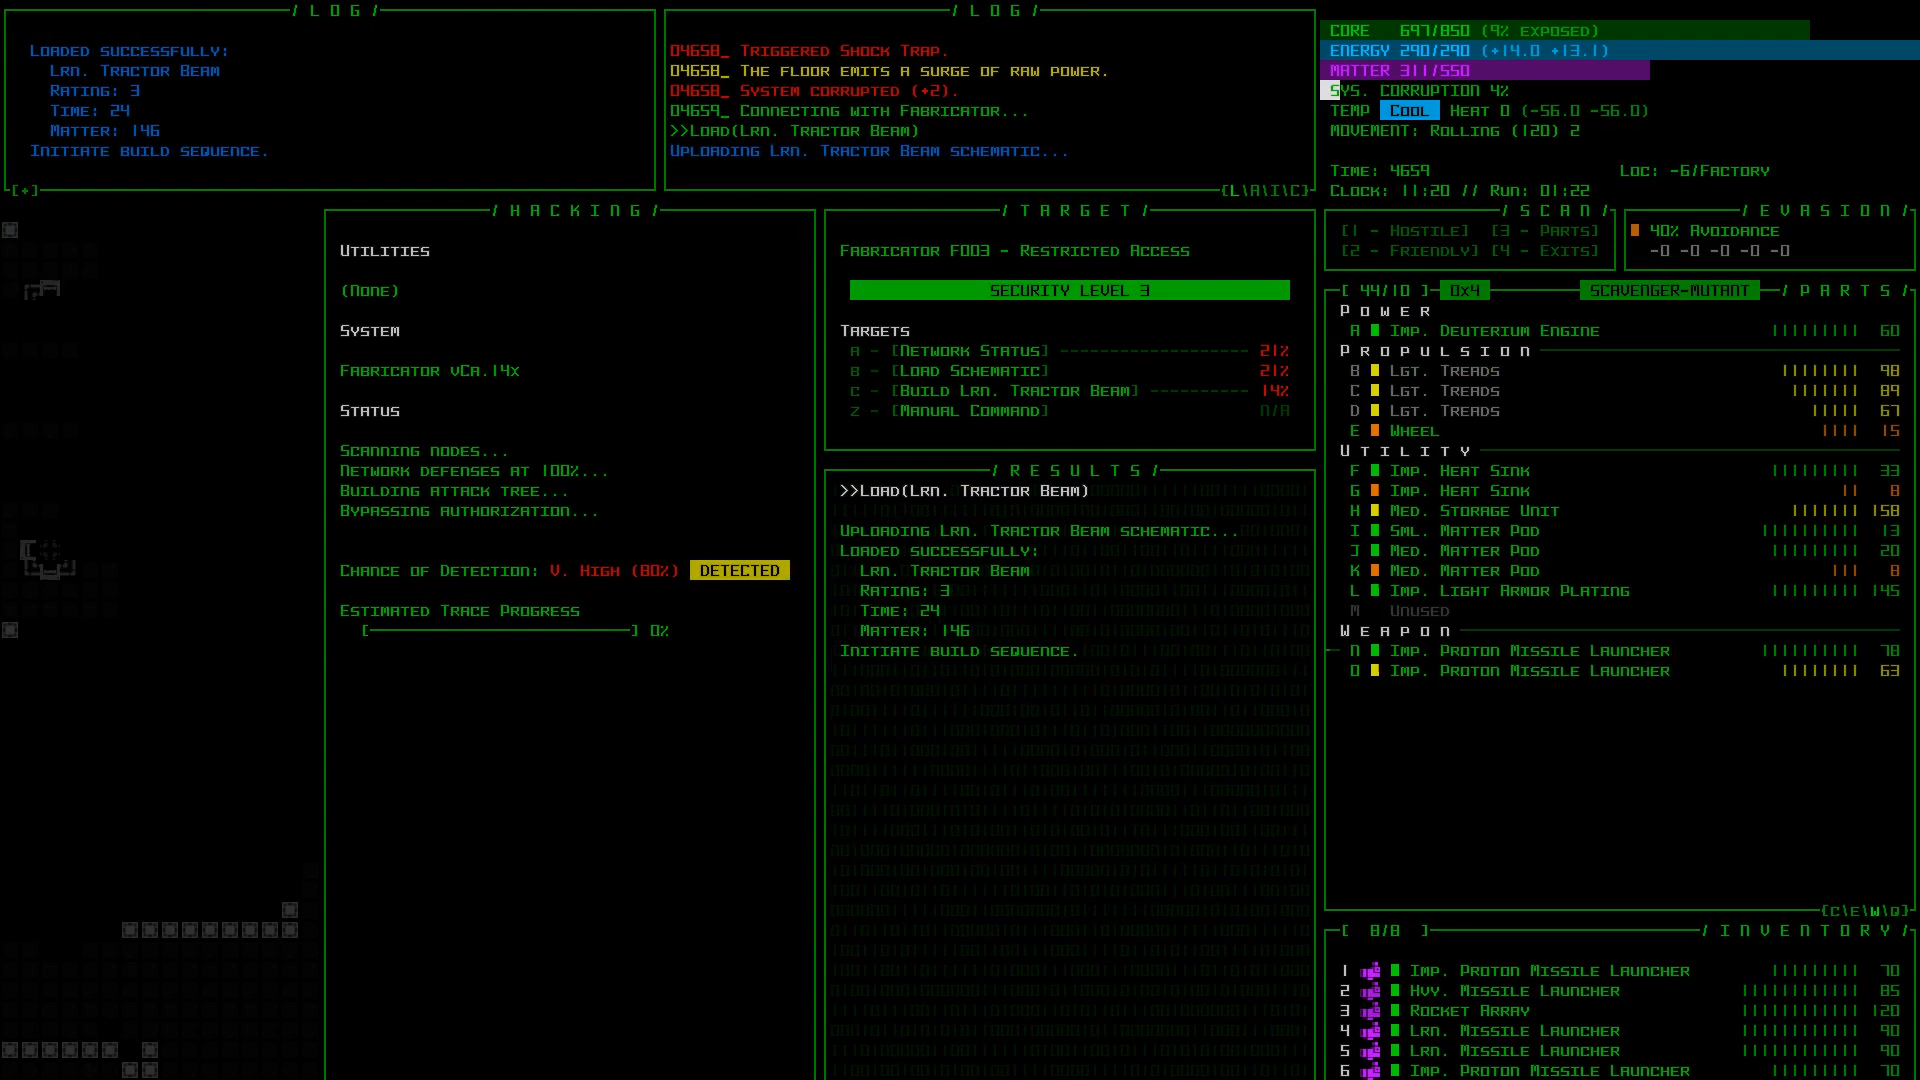 / L O G /
Loaded successfully:
Lrn. Tractor Beam
Rating: 3
Time: 24
Matter: 146
Initiate build sequence.
[+]
/ L O G /
04658_ Triggered Shock Trap.
04658_ The floor emits a surge of raw power.
04658_ System corrupted (+2).
04659_ Connecting with Fabricator...
>>Load(Lrn. Tractor Beam)
Uploading Lrn. Tractor Beam schematic...
{L\A\I\C}
CORE 697/850 (9% exposed)
ENERGY 290/290 (+14.0 +13.1)
MATTER 311/550
SYS. CORRUPTION 4%
TEMP Cool Heat 0 (-56.0 -56.0)
MOVEMENT: Rolling (120) 2
Time: 4659 Loc: -6/Factory
Clock: 11:20 // Run: 01:22
/ H A C K I N G /
Utilities
(None)
System
Fabricator vCa.14x
Status
Scanning nodes...
Network defenses at 100%...
Building attack tree...
Bypassing authorization...
Chance of Detection: V. High (80%) DETECTED
Estimated Trace Progress
[ ] 0%
/ T A R G E T /
Fabricator F003 - Restricted Access
SECURITY LEVEL 3
Targets
A - [Network Status] 21%
B - [Load Schematic] 21%
C - [Build Lrn. Tractor Beam] 14%
Z - [Manual Command] N/A
/ R E S U L T S /
>>Load(Lrn. Tractor Beam)
Uploading Lrn. Tractor Beam schematic...
Loaded successfully:
Lrn. Tractor Beam
Rating: 3
Time: 24
Matter: 146
Initiate build sequence.
/ S C A N /
[1 - Hostile] [3 - Parts]
[2 - Friendly] [4 - Exits]
/ E V A S I O N /
40% Avoidance
-0 -0 -0 -0 -0
[ 44/10 ] 0x4 SCAVENGER-MUTANT / P A R T S /
P o w e r
A Imp. Deuterium Engine 60
P r o p u l s i o n
B Lgt. Treads 98
C Lgt. Treads 89
D Lgt. Treads 67
E Wheel 15
U t i l i t y
F Imp. Heat Sink 33
G Imp. Heat Sink 8
H Med. Storage Unit 158
I Sml. Matter Pod 13
J Med. Matter Pod 20
K Med. Matter Pod 8
L Imp. Light Armor Plating 145
M Unused
W e a p o n
N Imp. Proton Missile Launcher 78
O Imp. Proton Missile Launcher 63
{C\E\W\Q}
[ 8/8 ] / I N V E N T O R Y /
1 Imp. Proton Missile Launcher 70
2 Hvy. Missile Launcher 85
3 Rocket Array 120
4 Lrn. Missile Launcher 90
5 Lrn. Missile Launcher 90
6 Imp. Proton Missile Launcher 70